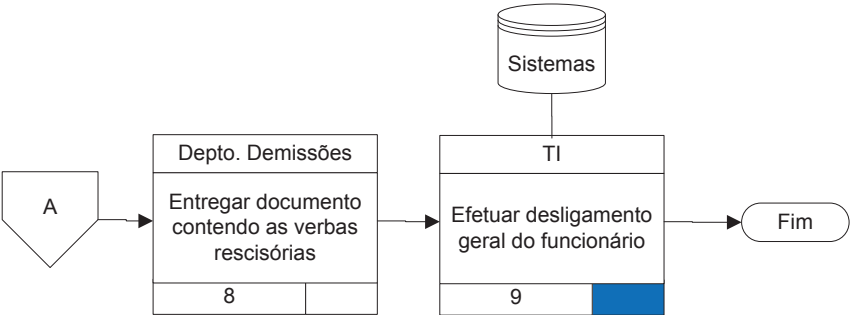 Sistemas
A
Depto. Demissões
Entregar documento
contendo as verbas
rescisórias
8
TI
Efetuar desligamento
geral do funcionário
9
Fim